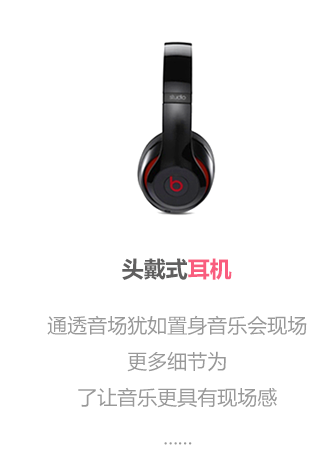 studio
b
头戴式耳机
通透音场犹如置身音乐会现场
更多细节为
了让音乐更具有现场感
......